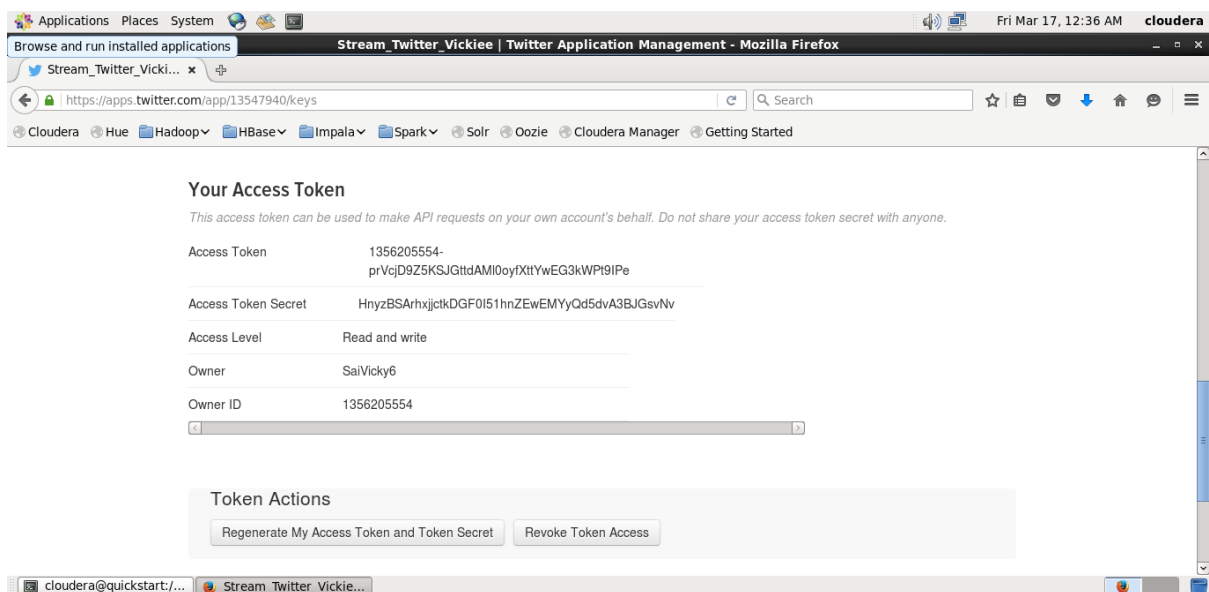 Applications Places System
Fri Mar 17, 12:36 AM cloudera
Browse and run installed applications
Stream_Twitter_Vickiee | Twitter Application Management - Mozilla Firefox
Stream_Twitter_Vicki...
https://apps.twitter.com/app/13547940/keys
Search
Cloudera Hue Hadoop HBase Impala Spark Solr Oozie Cloudera Manager Getting Started
Your Access Token
This access token can be used to make API requests on your own account's behalf. Do not share your access token secret with anyone.
Access Token 1356205554-
Access Token Secret
Access Level Read and write
Owner SaiVicky6
Owner ID 1356205554
Token Actions
Regenerate My Access Token and Token Secret Revoke Token Access
cloudera@quickstart:/... Stream_Twitter_Vickie...